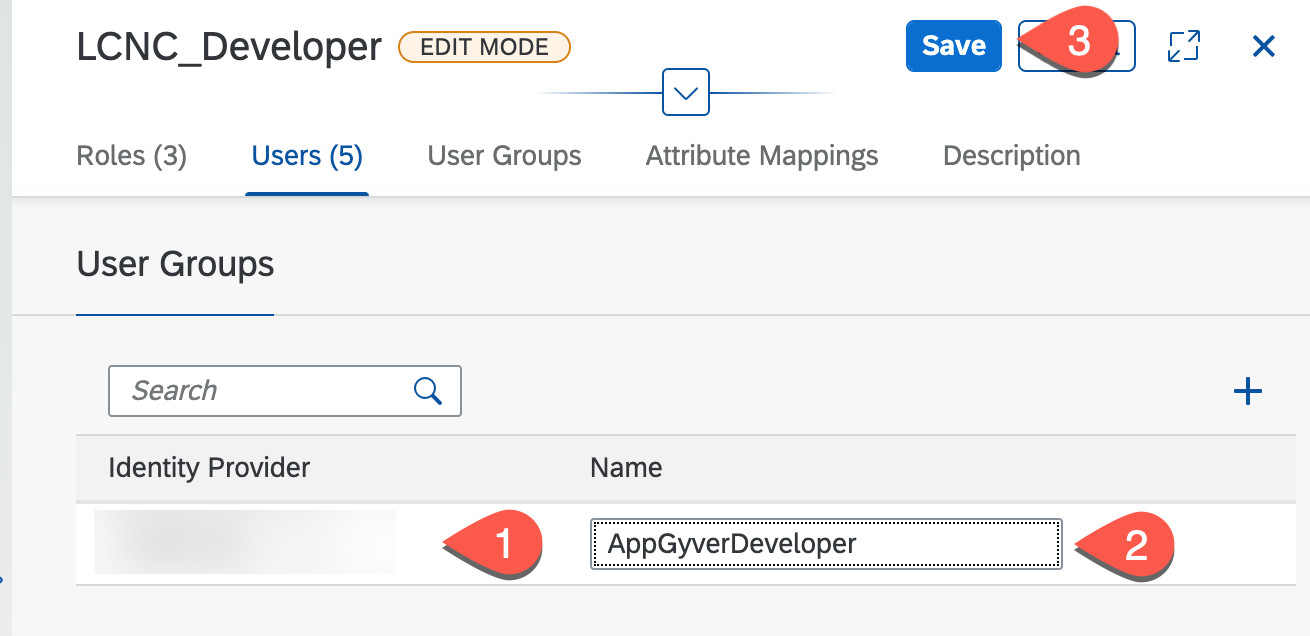 LCNC_Developer EDIT MODE Save 3
Roles (3) Users (5) User Groups Attribute Mappings Description
User Groups
Search
Identity Provider Name
1 AppGyverDeveloper 2